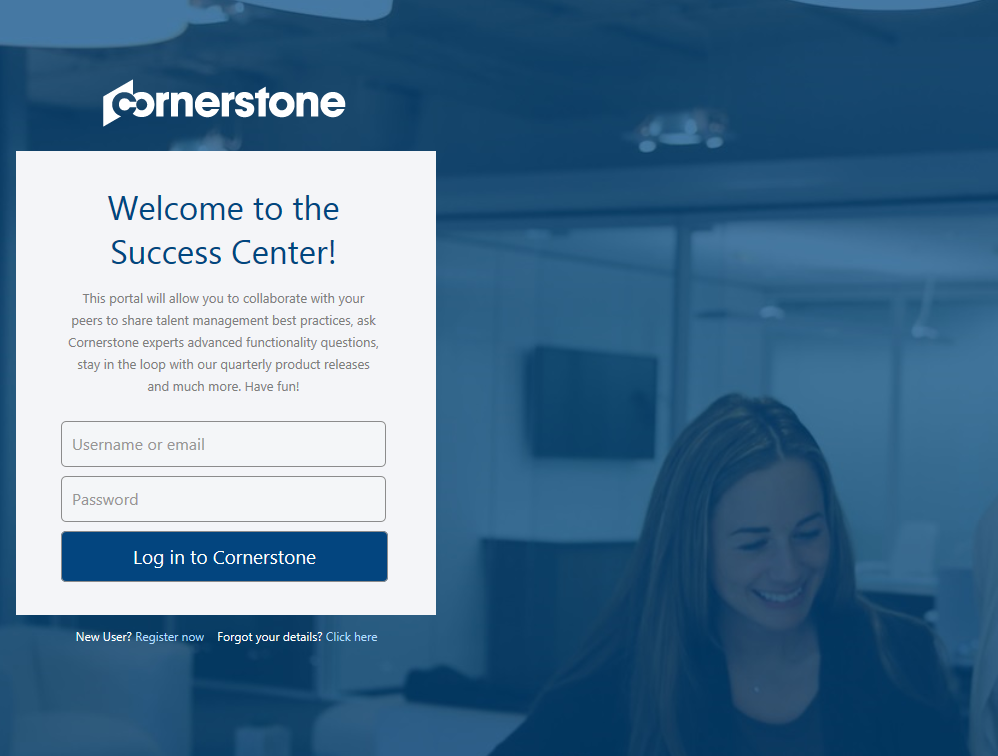 Cornerstone
Welcome to the
Success Center!
This portal will allow you to collaborate with your
peers to share talent management best practices, ask
Cornerstone experts advanced functionality questions,
stay in the loop with our quarterly product releases
and much more. Have fun!
Username or email
Password
Log in to Cornerstone
New User? Register now Forgot your details? Click here